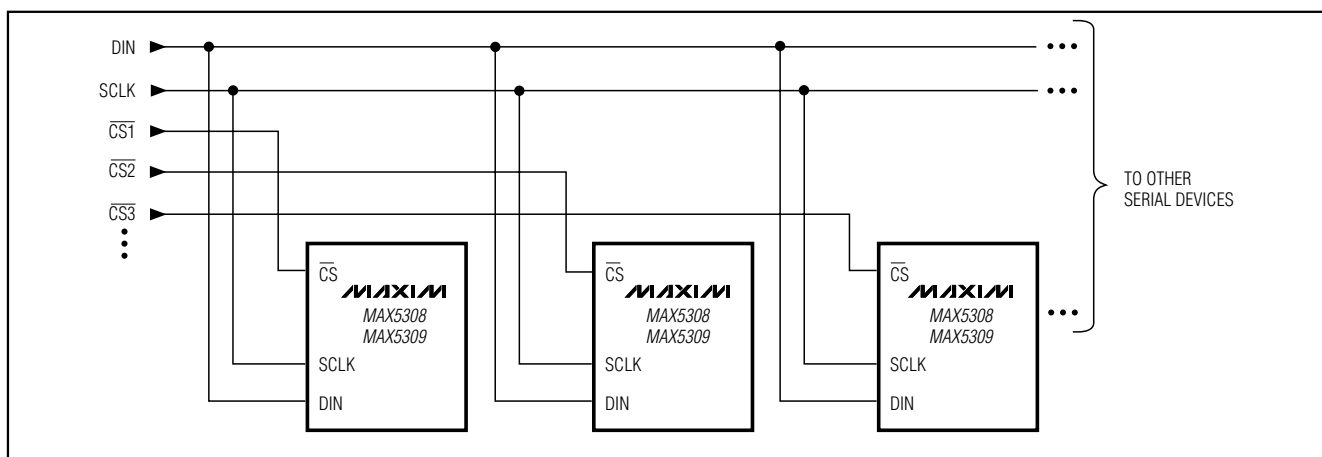 DIN
SCLK
CS1
CS2
CS3
TO OTHER
SERIAL DEVICES
CS
MAXIM
MAX5308
MAX5309
SCLK
DIN
CS
MAXIM
MAX5308
MAX5309
SCLK
DIN
CS
MAXIM
MAX5308
MAX5309
SCLK
DIN